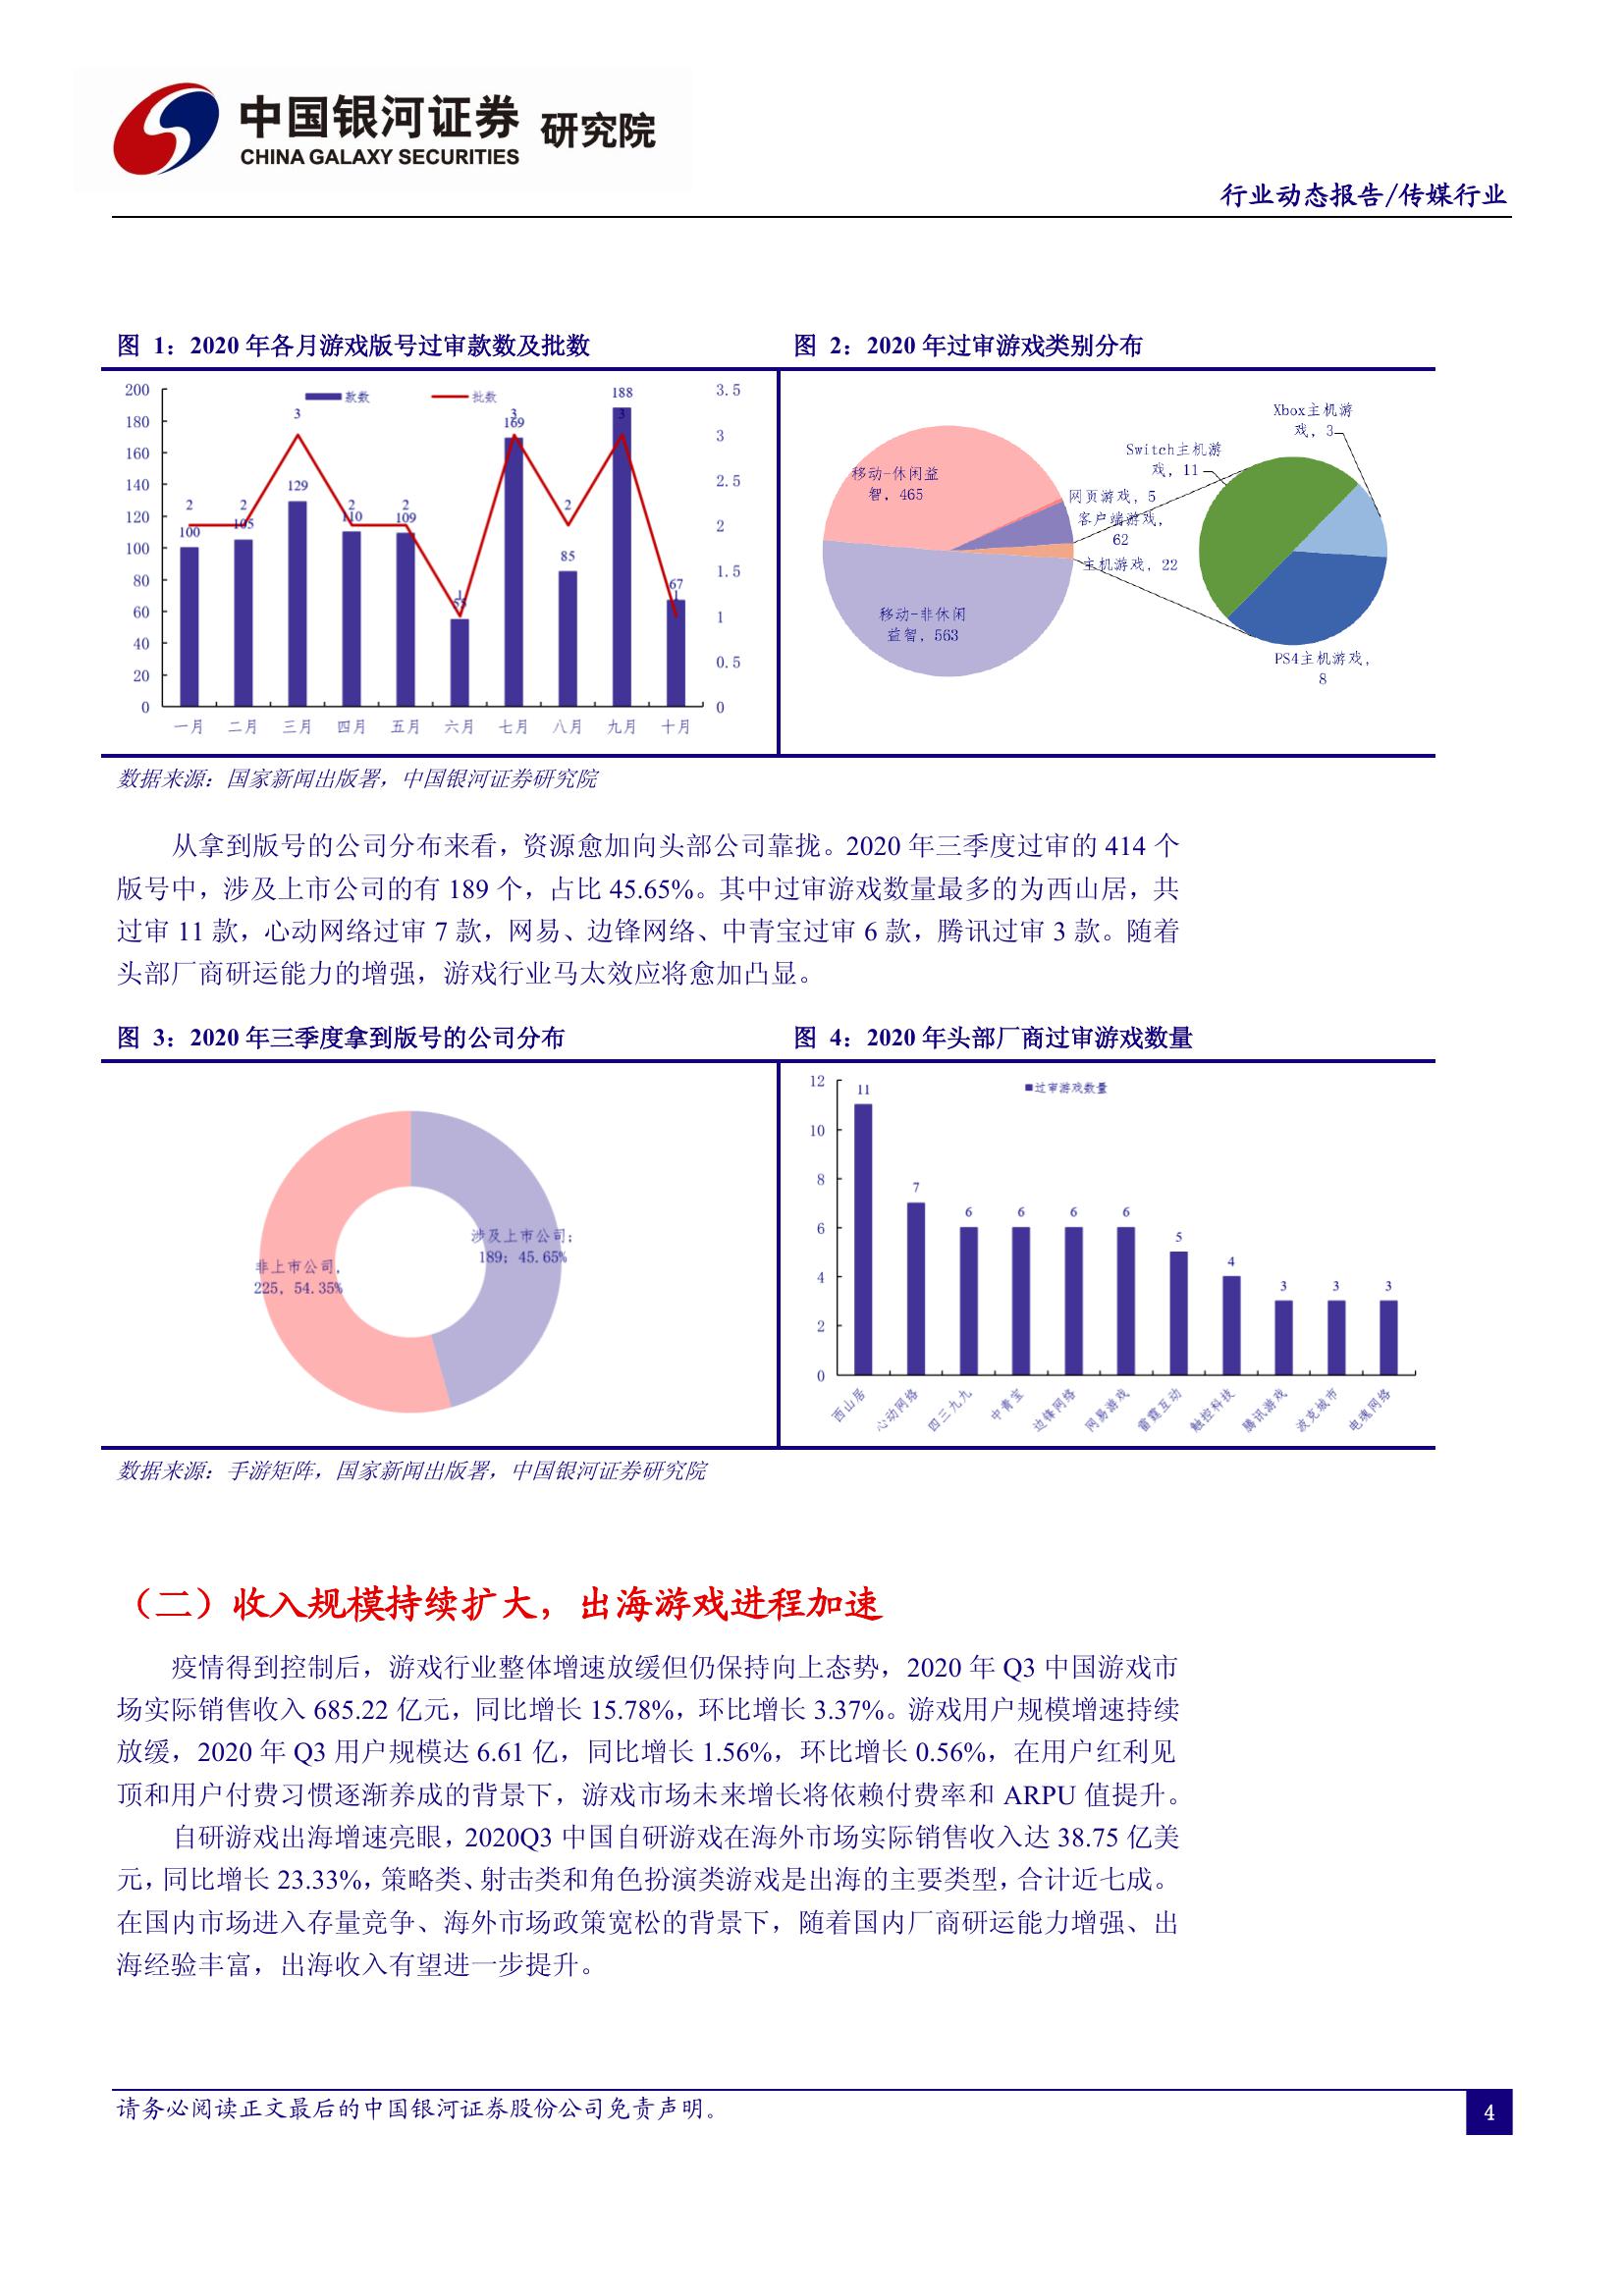 中国银河证券 研究院
CHINA GALAXY SECURITIES
行业动态报告/传媒行业
图 1：2020 年各月游戏版号过审款数及批数
图 2：2020 年过审游戏类别分布
款数 批数
200
180
160
140
120
100
80
60
40
20
0
3.5
3
2.5
2
1.5
1
0.5
0
2 2 3 2 2 1 3 2 3 1
100 105 129 110 109 55 169 85 188 67
一月 二月 三月 四月 五月 六月 七月 八月 九月 十月
移动-休闲益
智，465
移动-非休闲
益智，563
网页游戏，5
客户端游戏，
62
主机游戏，22
Switch主机游
戏，11
Xbox主机游
戏，3
PS4主机游戏，
8
数据来源：国家新闻出版署，中国银河证券研究院
从拿到版号的公司分布来看，资源愈加向头部公司靠拢。2020 年三季度过审的 414 个
版号中，涉及上市公司的有 189 个，占比 45.65%。其中过审游戏数量最多的为西山居，共
过审 11 款，心动网络过审 7 款，网易、边锋网络、中青宝过审 6 款，腾讯过审 3 款。随着
头部厂商研运能力的增强，游戏行业马太效应将愈加凸显。
图 3：2020 年三季度拿到版号的公司分布
图 4：2020 年头部厂商过审游戏数量
涉及上市公司；
189；45.65%
非上市公司，
225，54.35%
过审游戏数量
12
10
8
6
4
2
0
11 7 6 6 6 6 5 4 3 3 3
西山居 心动网络 四三九九 中青宝 边锋网络 网易游戏 雷霆互动 触控科技 腾讯游戏 波克城市 电魂网络
数据来源：手游矩阵，国家新闻出版署，中国银河证券研究院
（二）收入规模持续扩大，出海游戏进程加速
疫情得到控制后，游戏行业整体增速放缓但仍保持向上态势，2020 年 Q3 中国游戏市
场实际销售收入 685.22 亿元，同比增长 15.78%，环比增长 3.37%。游戏用户规模增速持续
放缓，2020 年 Q3 用户规模达 6.61 亿，同比增长 1.56%，环比增长 0.56%，在用户红利见
顶和用户付费习惯逐渐养成的背景下，游戏市场未来增长将依赖付费率和 ARPU 值提升。
自研游戏出海增速亮眼，2020Q3 中国自研游戏在海外市场实际销售收入达 38.75 亿美
元，同比增长 23.33%，策略类、射击类和角色扮演类游戏是出海的主要类型，合计近七成。
在国内市场进入存量竞争、海外市场政策宽松的背景下，随着国内厂商研运能力增强、出
海经验丰富，出海收入有望进一步提升。
请务必阅读正文最后的中国银河证券股份公司免责声明。
4